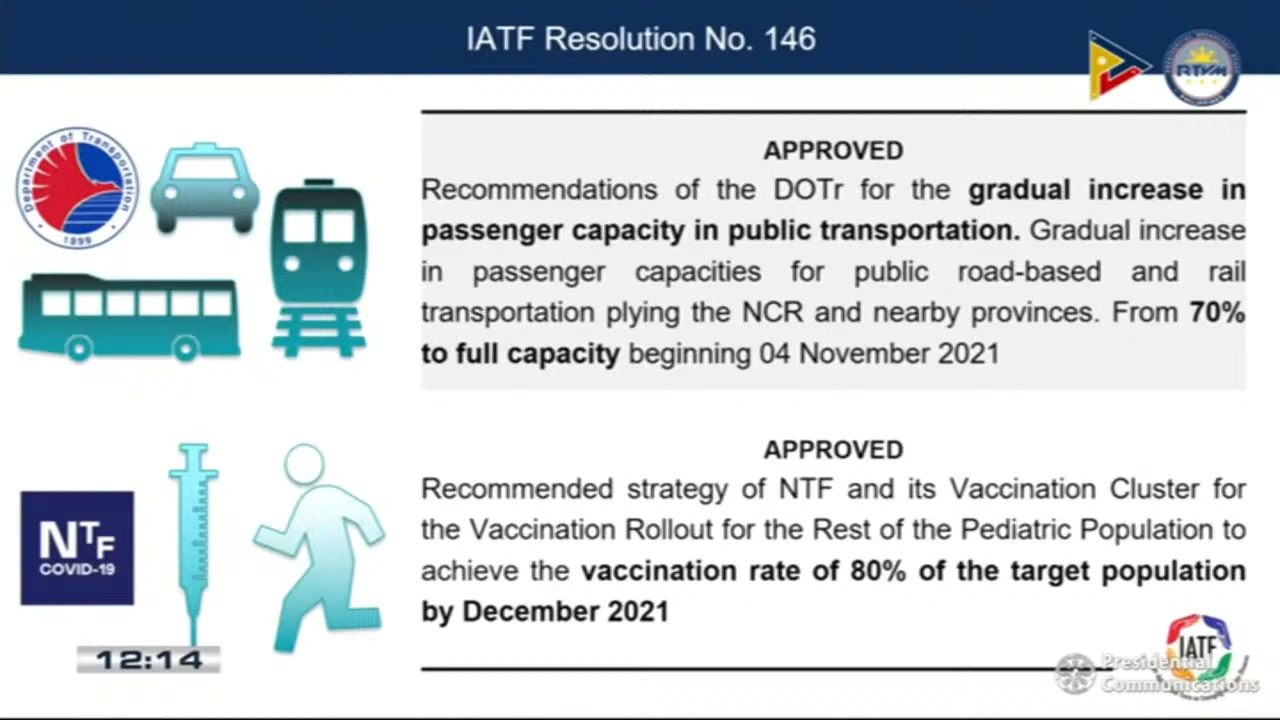 IATF Resolution No. 146
RTVM
PHILIPPINES
Department of Transportation
1899
APPROVED
Recommendations of the DOTr for the gradual increase in
passenger capacity in public transportation. Gradual increase
in passenger capacities for public road-based and rail
transportation plying the NCR and nearby provinces. From 70%
to full capacity beginning 04 November 2021
APPROVED
Recommended strategy of NTF and its Vaccination Cluster for
the Vaccination Rollout for the Rest of the Pediatric Population to
achieve the vaccination rate of 80% of the target population
by December 2021
NTF
COVID-19
12:14
IATF
Presidential
Communications